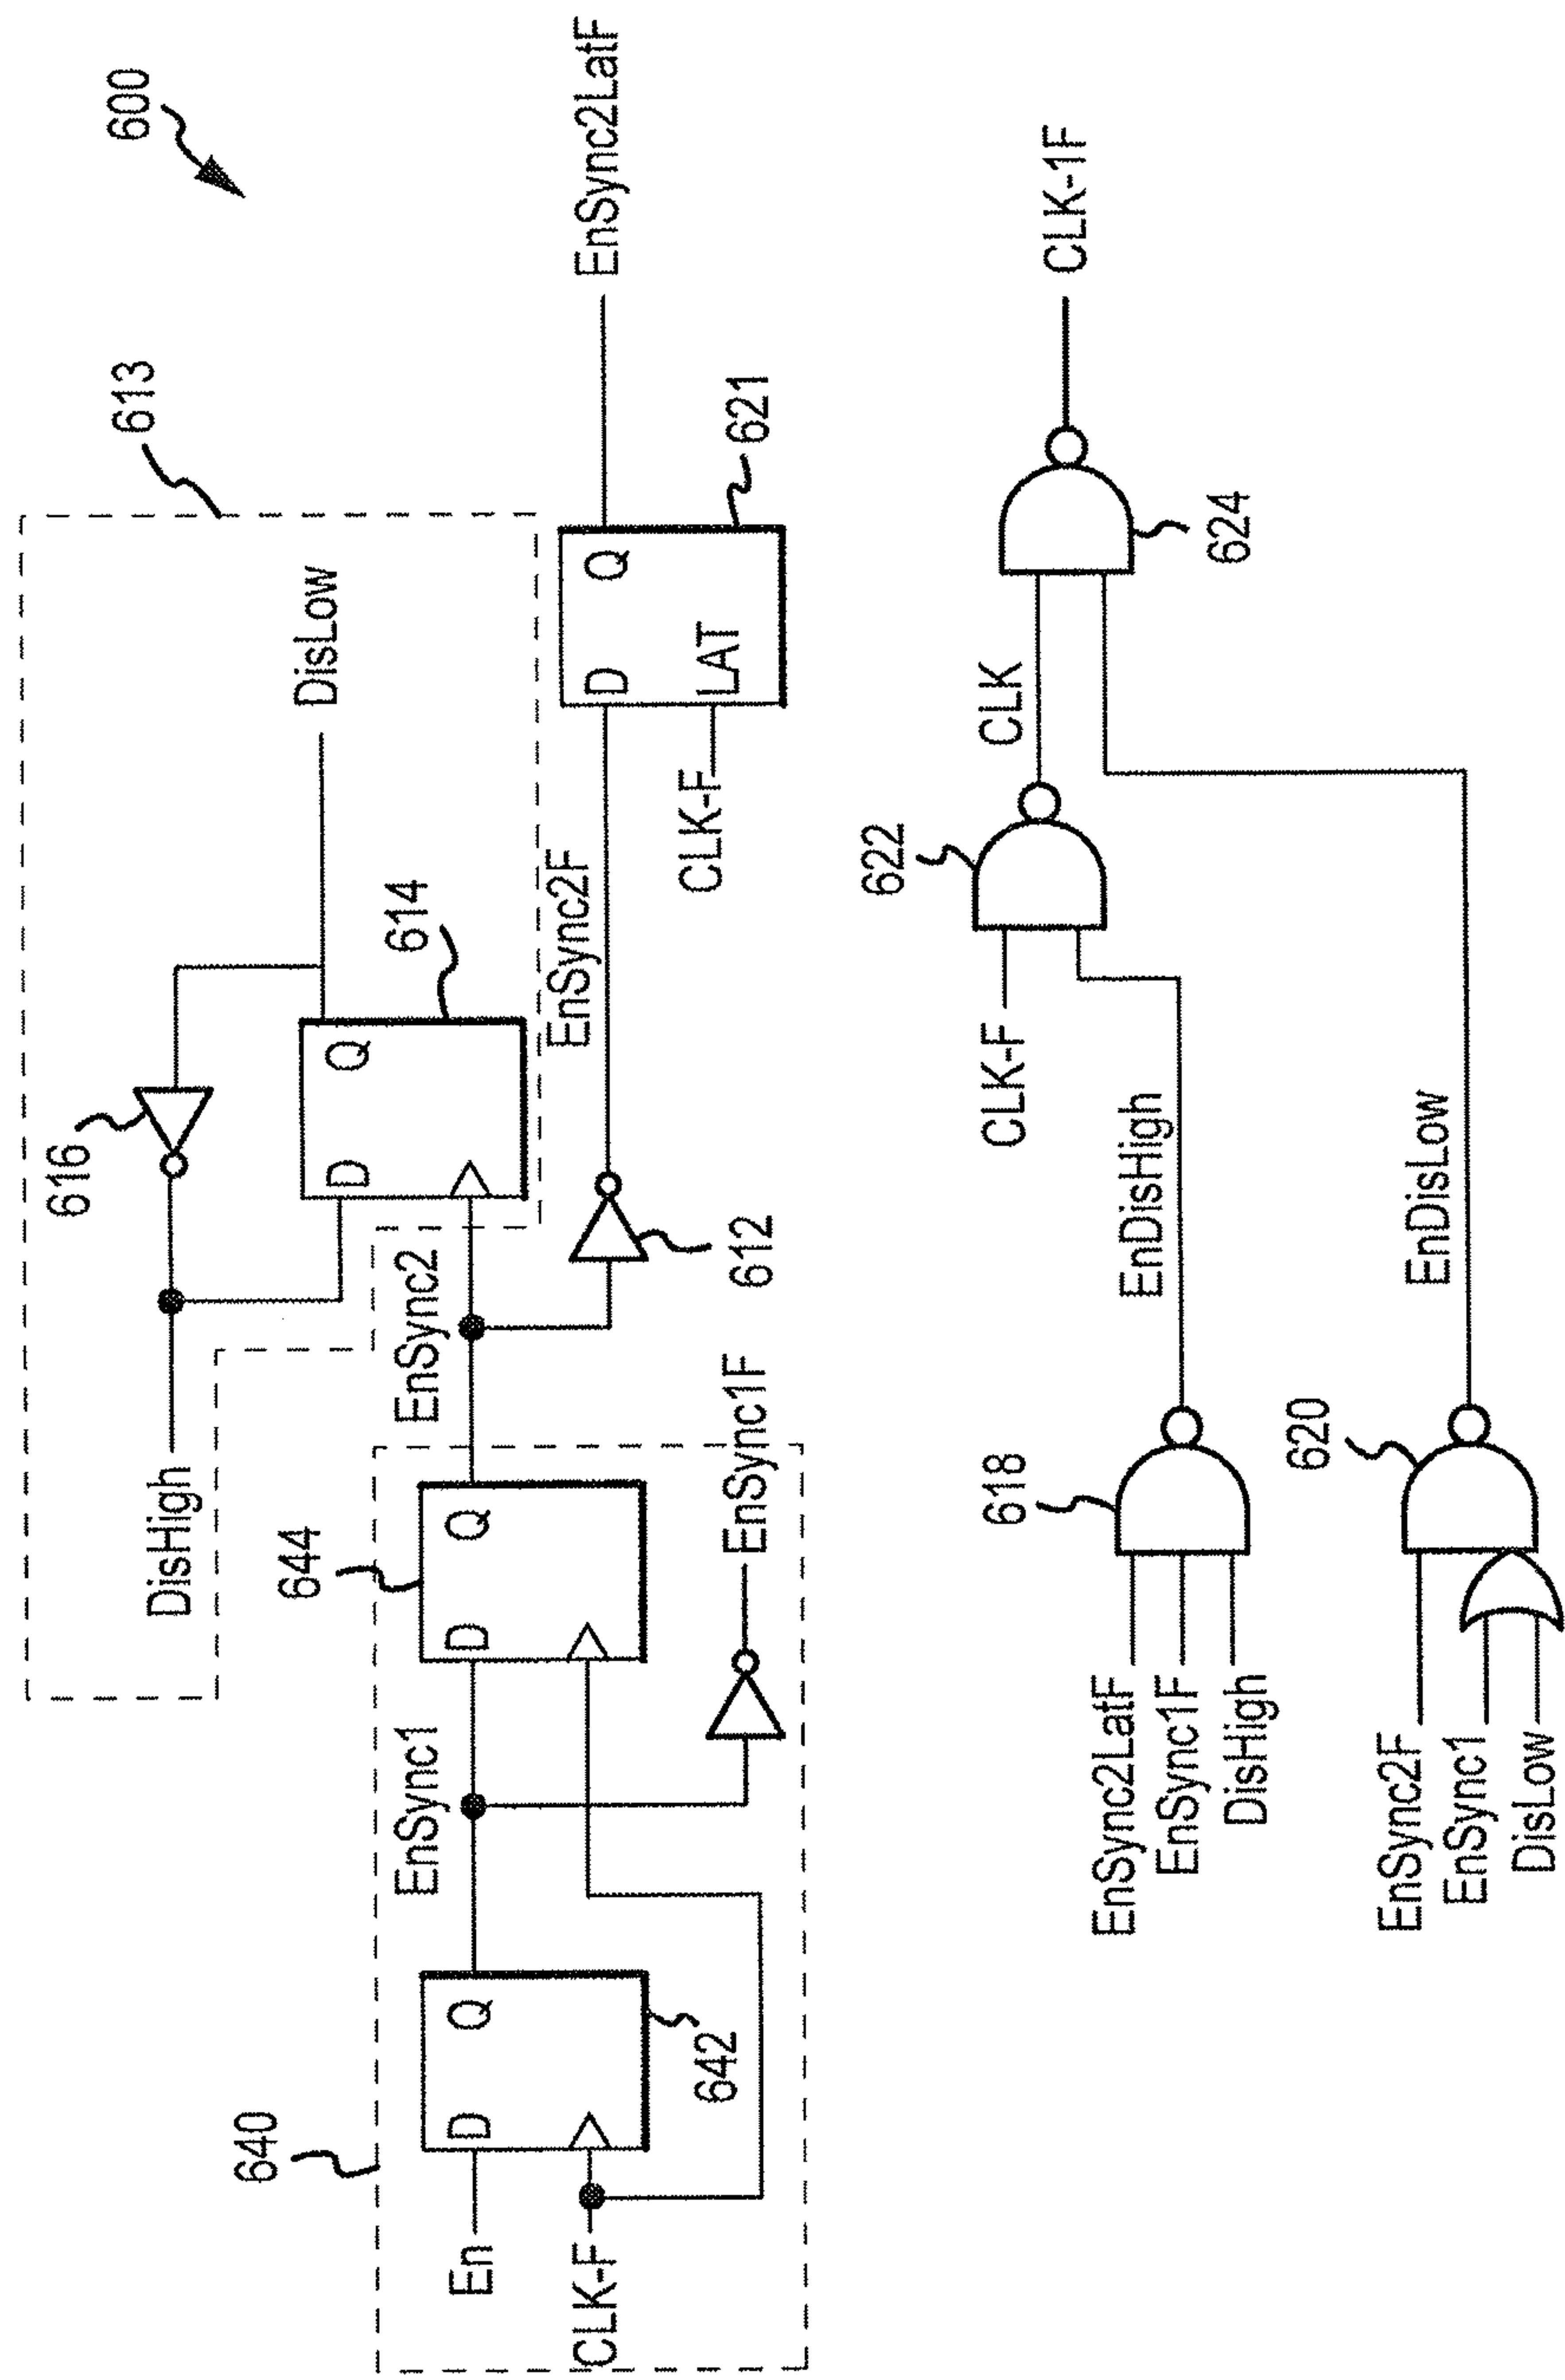 600
613
DisHigh
616
DisLow
D
Q
614
640
644
EnSync1
EnSync2
EnSync2F
EnSync2LatF
En
D
Q
D
Q
D
Q
CLK-F
642
EnSync1F
612
CLK-F
LAT
621
CLK-F
622
CLK
CLK-1F
618
EnSync2LatF
EnSync1F
DisHigh
EnDisHigh
624
620
EnSync2F
EnSync1
DisLow
EnDisLow